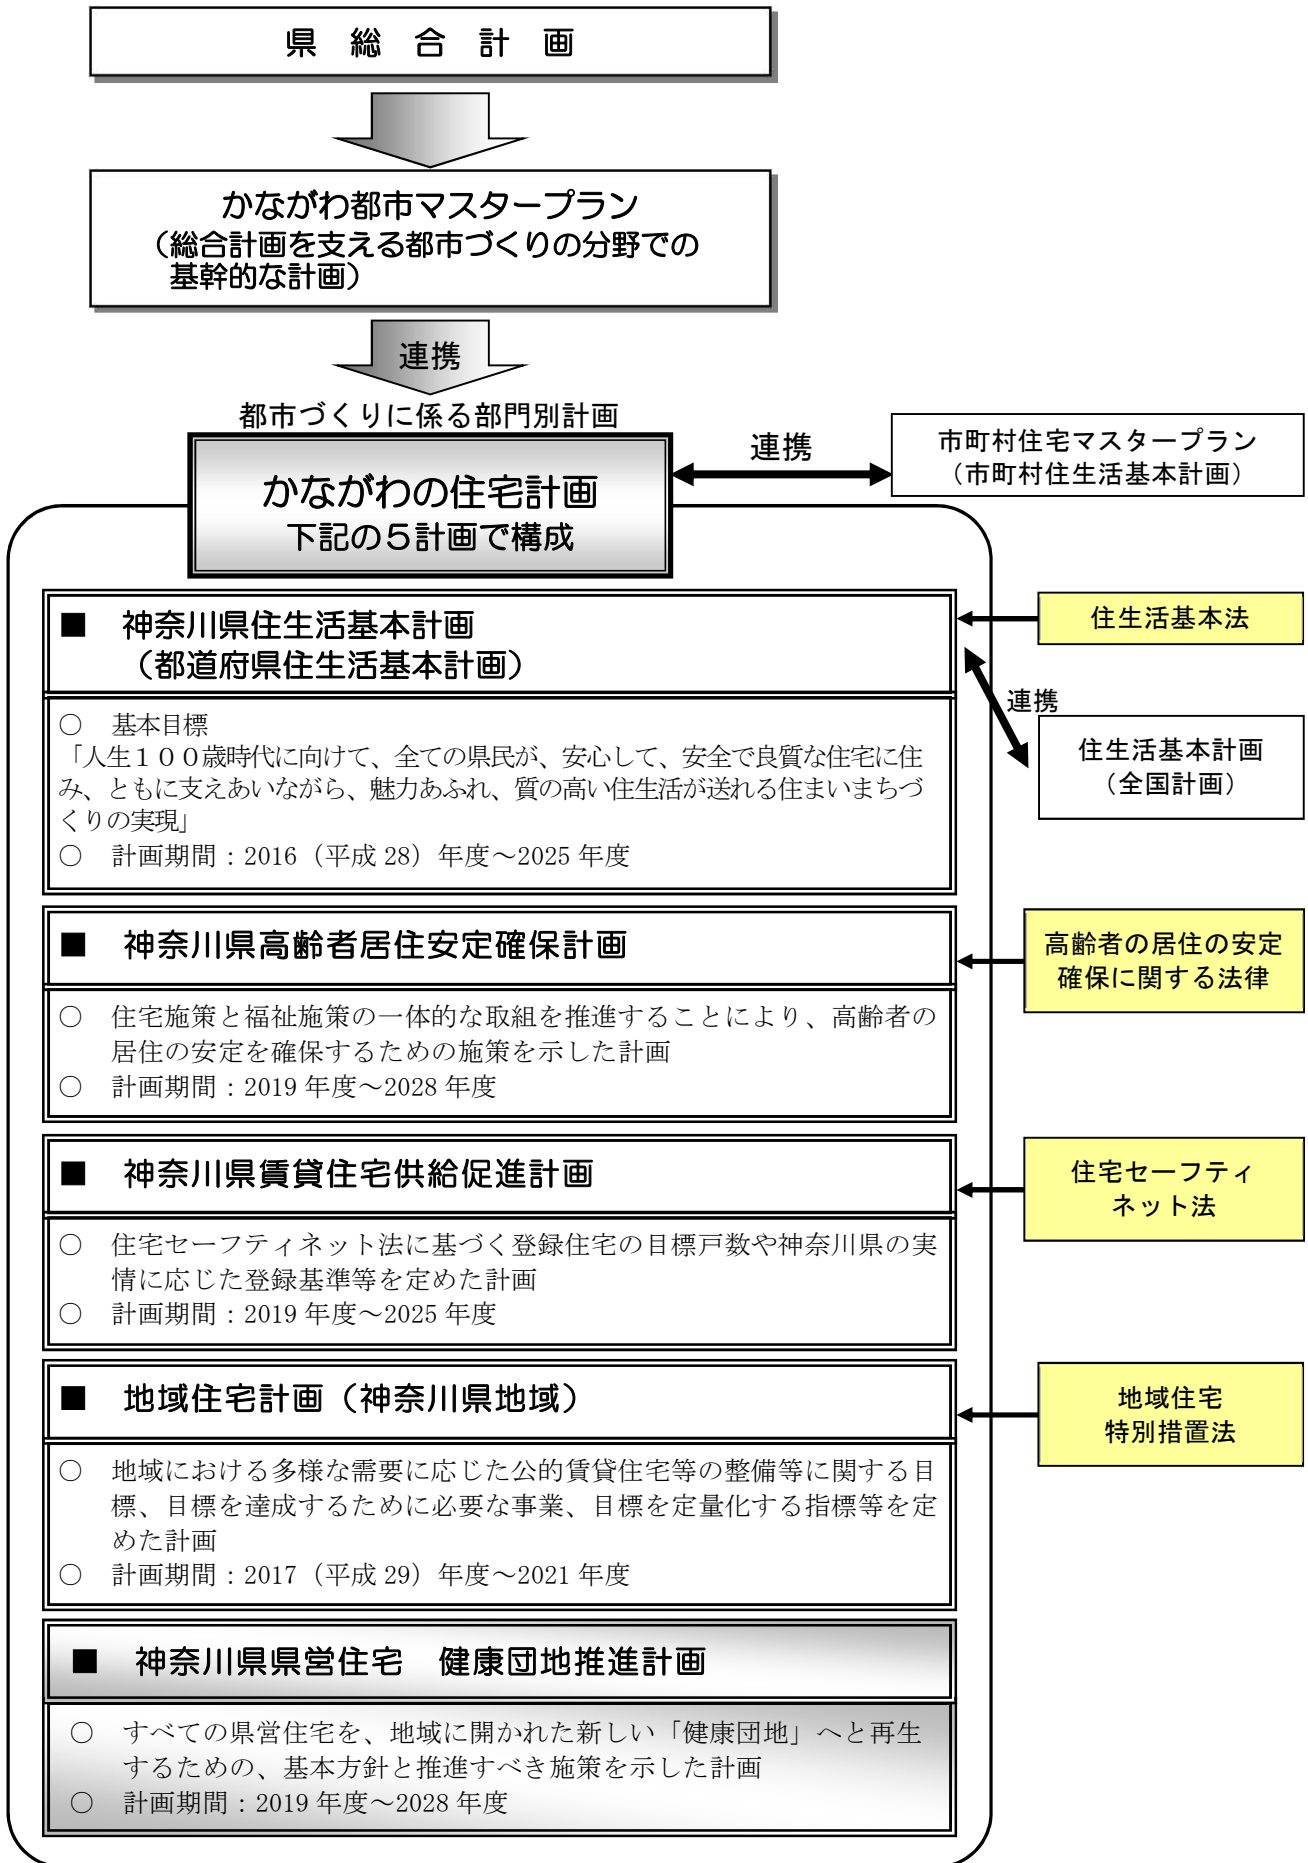 県総合計画
かながわ都市マスタープラン
（総合計画を支える都市づくりの分野での
基幹的な計画）
連携
都市づくりに係る部門別計画
かながわの住宅計画
下記の５計画で構成
連携
市町村住宅マスタープラン
（市町村住生活基本計画）
■　神奈川県住生活基本計画
（都道府県住生活基本計画）
住生活基本法
連携
住生活基本計画
（全国計画）
○　基本目標
「人生１００歳時代に向けて、全ての県民が、安心して、安全で良質な住宅に住
み、ともに支えあいながら、魅力あふれ、質の高い住生活が送れる住まいまちづ
くりの実現」
○　計画期間：2016（平成 28）年度～2025 年度
■　神奈川県高齢者居住安定確保計画
高齢者の居住の安定
確保に関する法律
○　住宅施策と福祉施策の一体的な取組を推進することにより、高齢者の
居住の安定を確保するための施策を示した計画
○　計画期間：2019 年度～2028 年度
■　神奈川県賃貸住宅供給促進計画
住宅セーフティ
ネット法
○　住宅セーフティネット法に基づく登録住宅の目標戸数や神奈川県の実
情に応じた登録基準等を定めた計画
○　計画期間：2019 年度～2025 年度
■　地域住宅計画（神奈川県地域）
地域住宅
特別措置法
○　地域における多様な需要に応じた公的賃貸住宅等の整備等に関する目
標、目標を達成するために必要な事業、目標を定量化する指標等を定
めた計画
○　計画期間：2017（平成 29）年度～2021 年度
■　神奈川県県営住宅　健康団地推進計画
○　すべての県営住宅を、地域に開かれた新しい「健康団地」へと再生
するための、基本方針と推進すべき施策を示した計画
○　計画期間：2019 年度～2028 年度